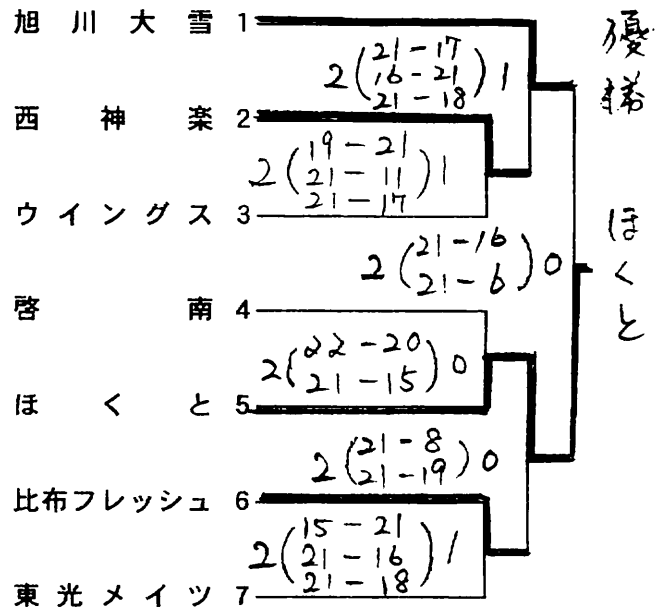 旭川大雪 1
2 (21-17 16-21 21-18) 1
優勝 ほくと
西神楽 2
2 (19-21 21-11 21-17) 1
ウイングス 3
2 (21-16 21-6) 0
啓南 4
2 (22-20 21-15) 0
ほくと 5
2 (21-8 21-19) 0
比布フレッシュ 6
2 (15-21 21-16 21-18) 1
東光メイツ 7